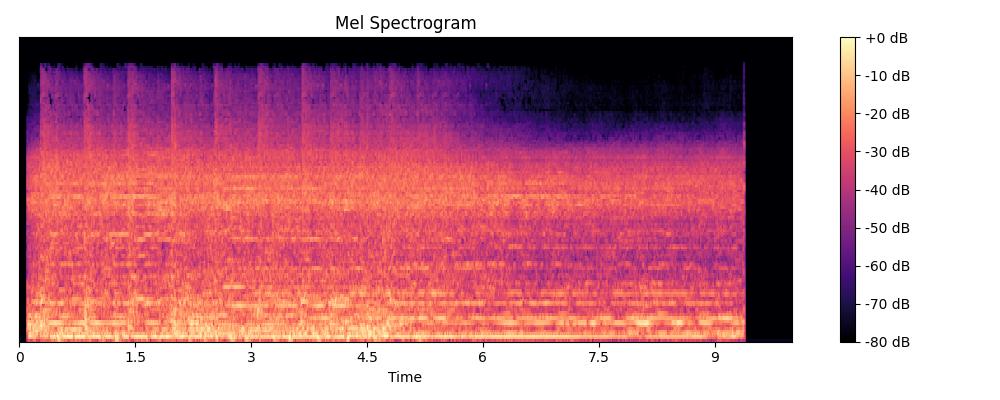 Mel Spectrogram
+0 dB
-10 dB
-20 dB
-30 dB
-40 dB
-50 dB
-60 dB
-70 dB
-80 dB
0 1.5 3 4.5 6 7.5 9
Time